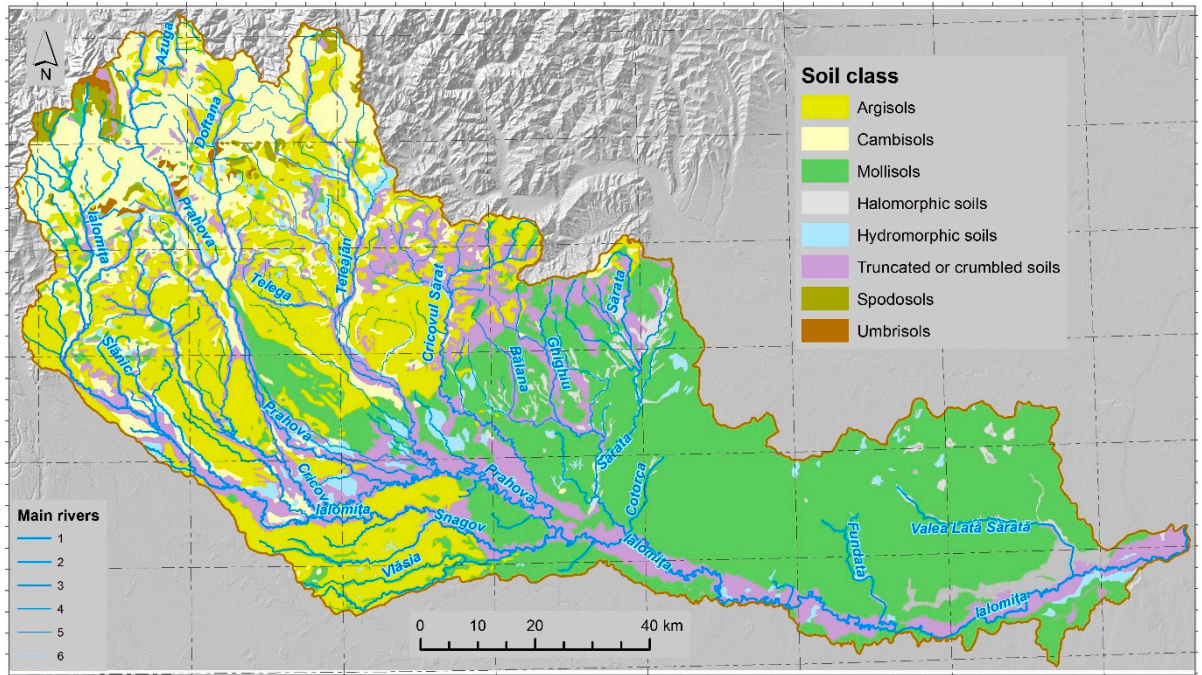 N
Azuga
Doftana
Ialomița
Prahova
Teleajăn
Telega
Cricovul Sărat
Slănic
Sărata
Ghighiu
Băiana
Prahova
Cricov
Ialomița
Snagov
Vlăsia
Prahova
Sărata
Cotorca
Ialomița
Fundata
Valea Lată Sărată
Ialomița
Soil class
Argisols
Cambisols
Mollisols
Halomorphic soils
Hydromorphic soils
Truncated or crumbled soils
Spodosols
Umbrisols
Main rivers
1
2
3
4
5
6
0 10 20 40 km